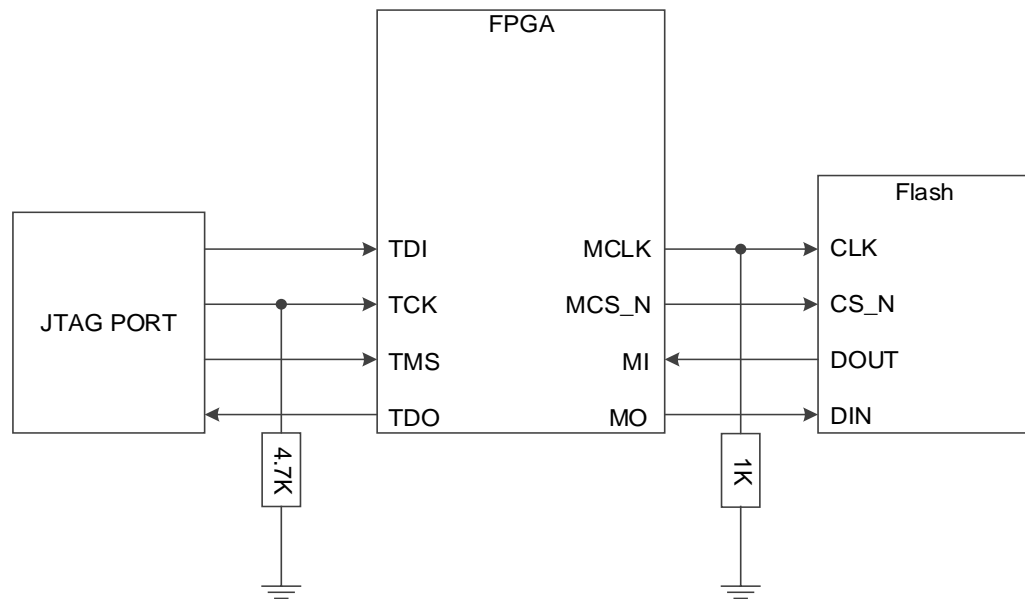 FPGA
Flash
JTAG PORT
TDI
TCK
TMS
TDO
MCLK
MCS_N
MI
MO
CLK
CS_N
DOUT
DIN
4.7K
1K